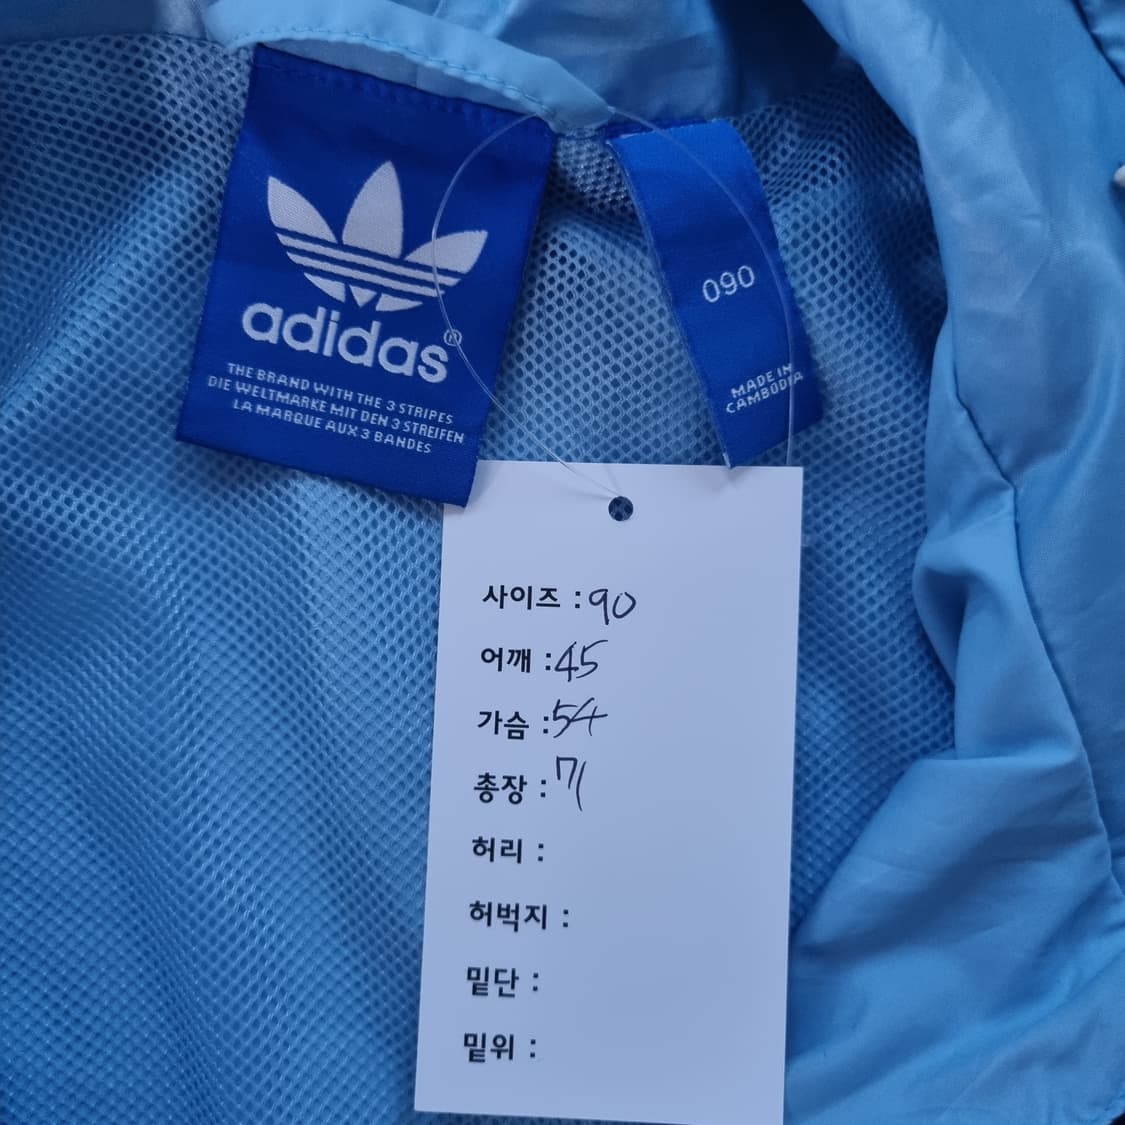 adidas®
THE BRAND WITH THE 3 STRIPES
DIE WELTMARKE MIT DEN 3 STREIFEN
LA MARQUE AUX 3 BANDES
090
MADE IN
CAMBODIA
사이즈 : 90
어깨 : 45
가슴 : 54
총장 : 71
허리 :
허벅지 :
밑단 :
밑위 :